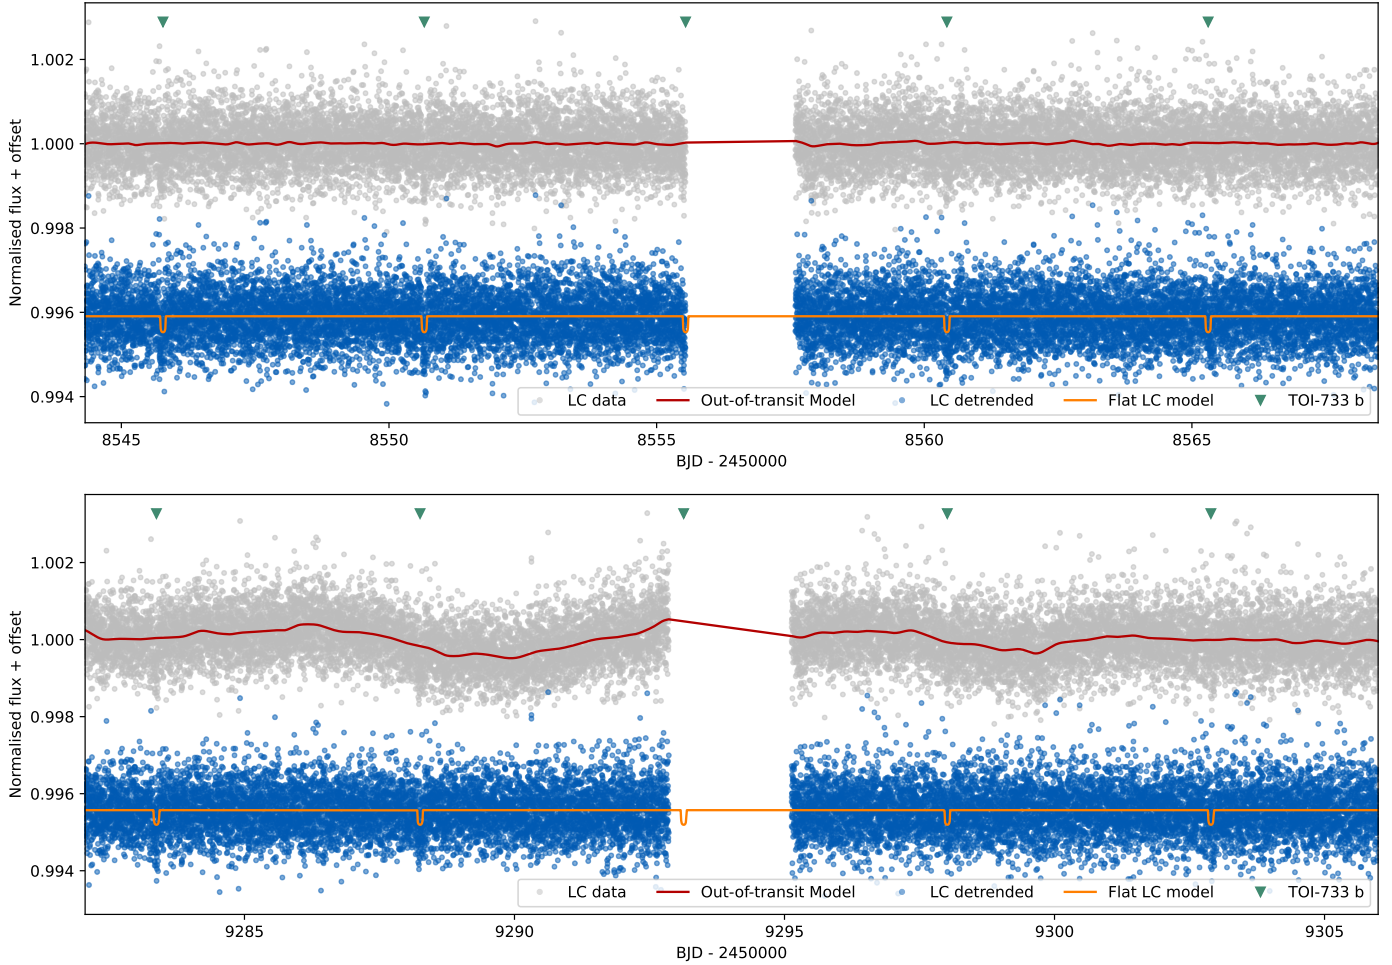 1.002
1.000
0.998
0.996
0.994
Normalised flux + offset
LC data Out-of-transit Model LC detrended Flat LC model TOI-733 b
8545 8550 8555 8560 8565
BJD - 2450000
1.002
1.000
0.998
0.996
0.994
Normalised flux + offset
LC data Out-of-transit Model LC detrended Flat LC model TOI-733 b
9285 9290 9295 9300 9305
BJD - 2450000